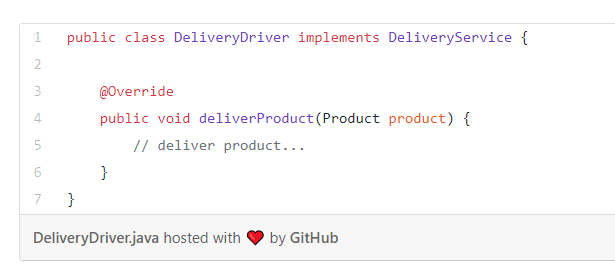 1 public class DeliveryDriver implements DeliveryService {
2
3 @Override
4 public void deliverProduct(Product product) {
5 // deliver product...
6 }
7 }
DeliveryDriver.java hosted with ❤ by GitHub